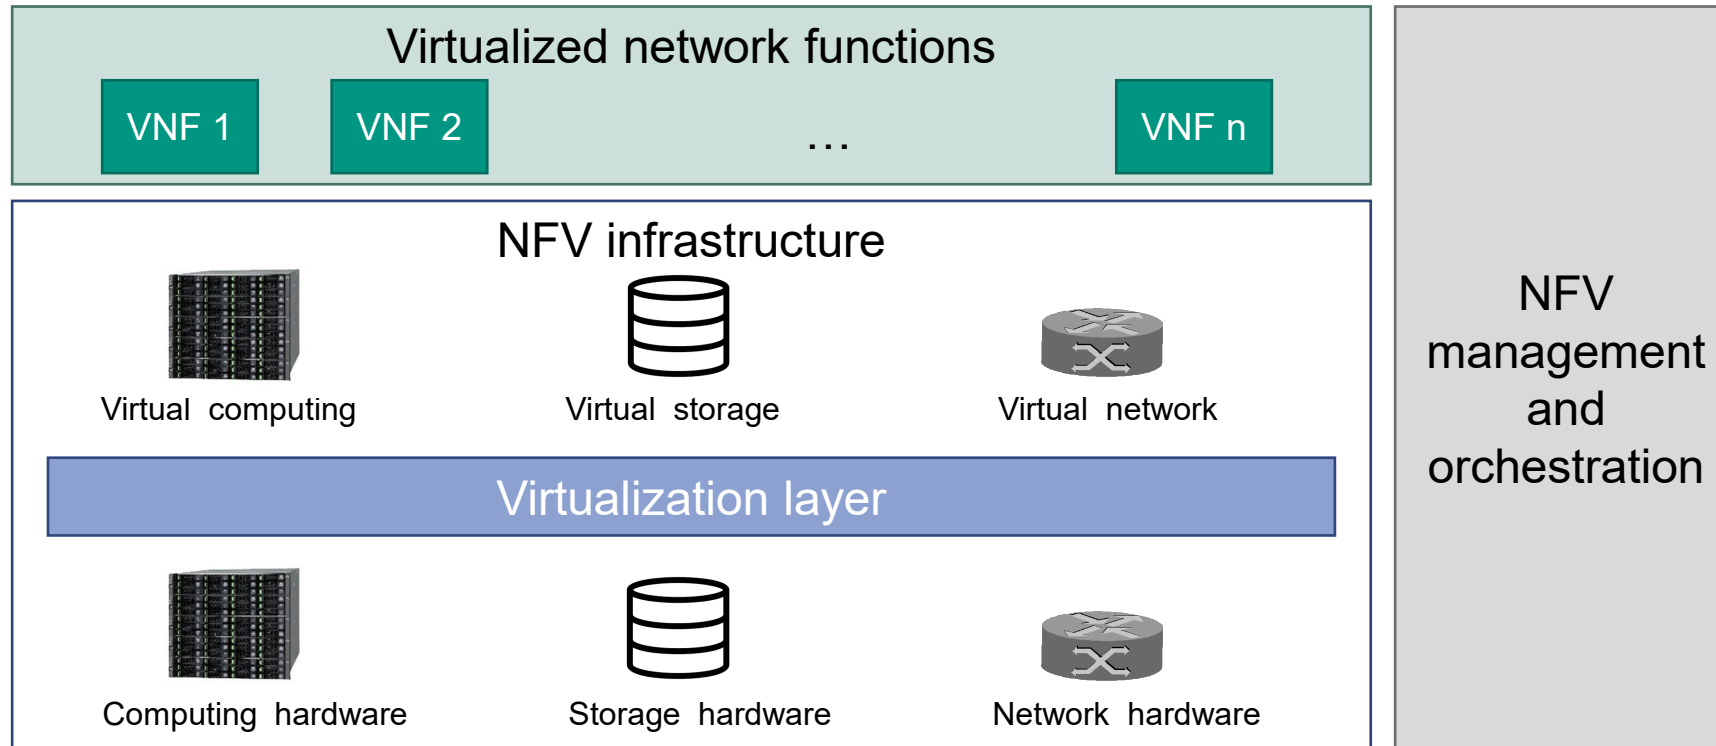 Virtualized network functions
VNF 1
VNF 2
...
VNF n
NFV infrastructure
Virtual computing
Virtual storage
Virtual network
Virtualization layer
Computing hardware
Storage hardware
Network hardware
NFV
management
and
orchestration